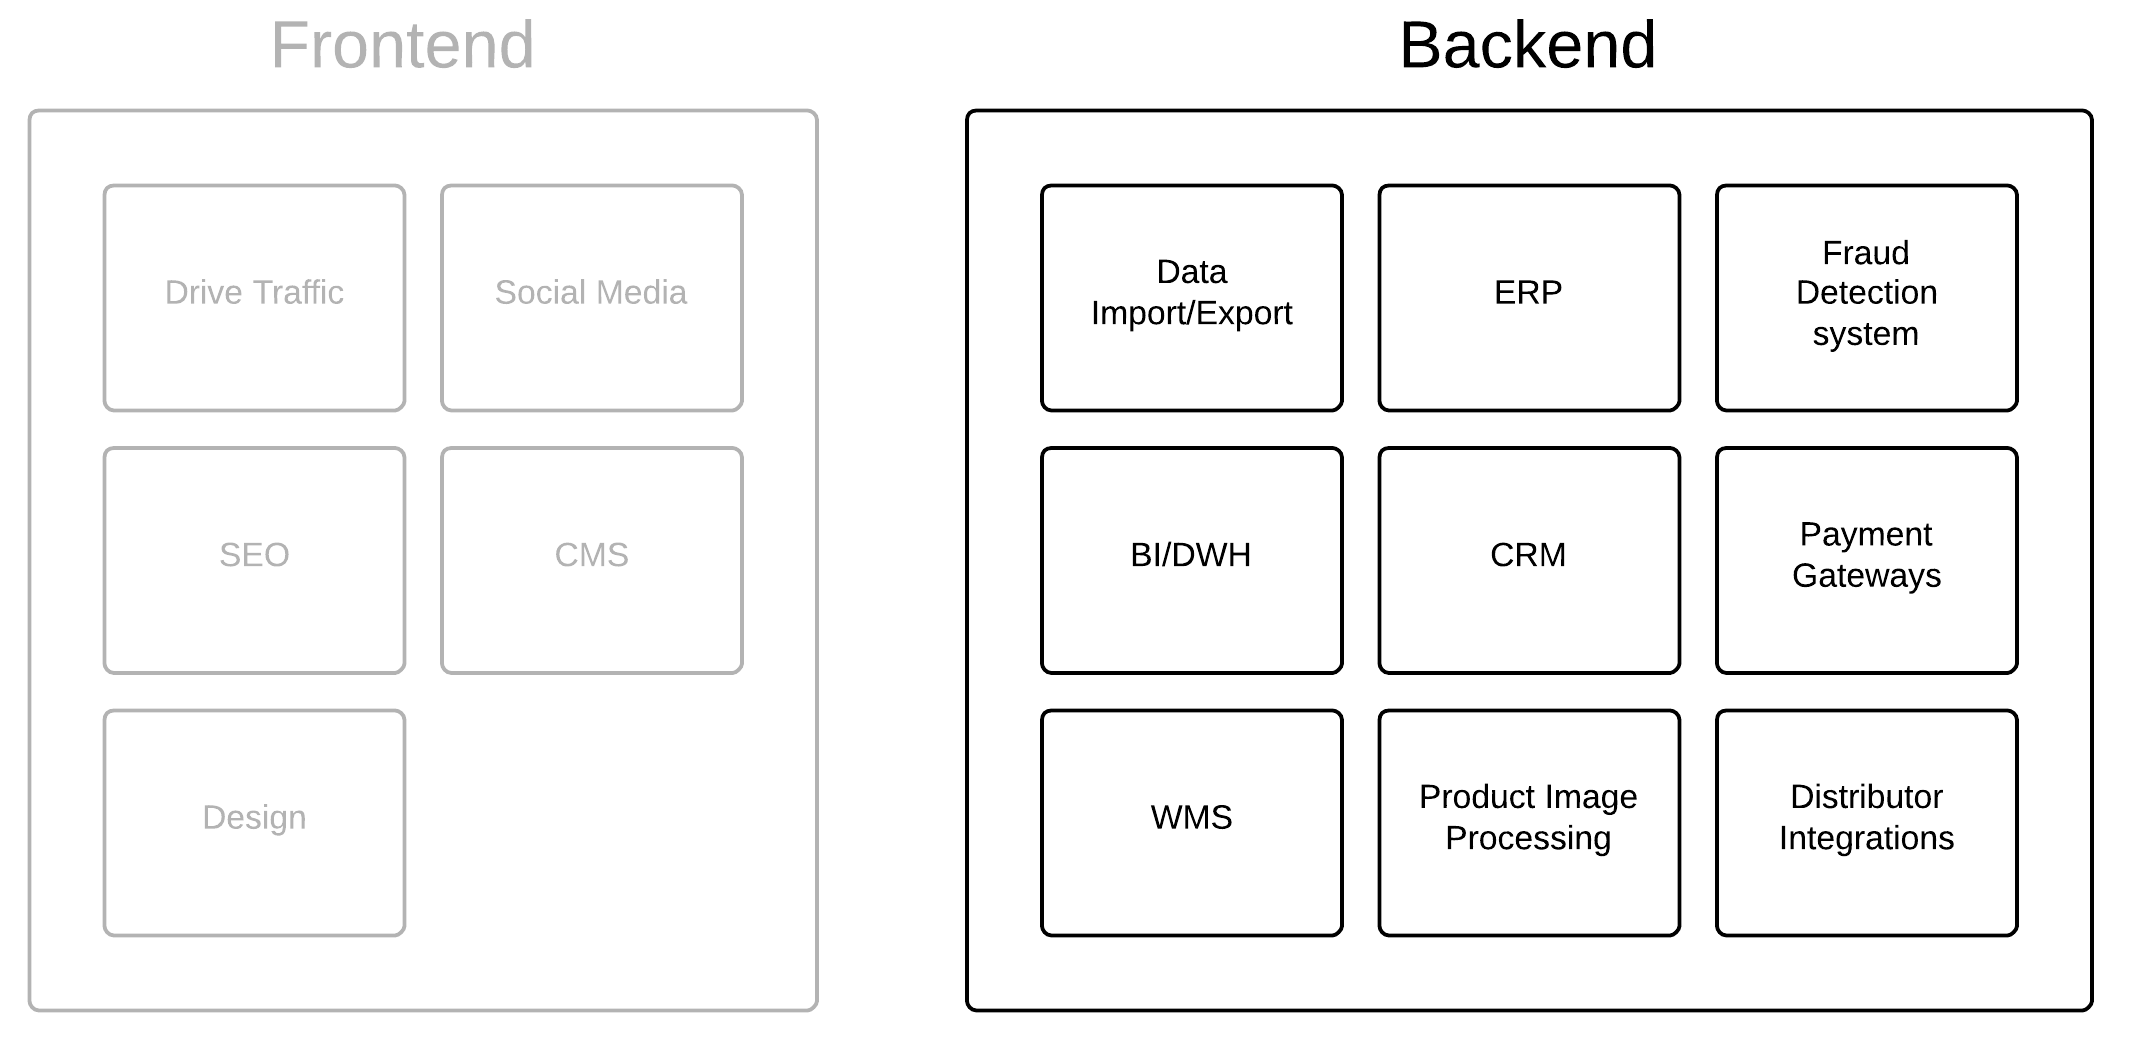 Frontend
Drive Traffic
Social Media
SEO
CMS
Design
Backend
Data
Import/Export
ERP
Fraud
Detection
system
BI/DWH
CRM
Payment
Gateways
WMS
Product Image
Processing
Distributor
Integrations